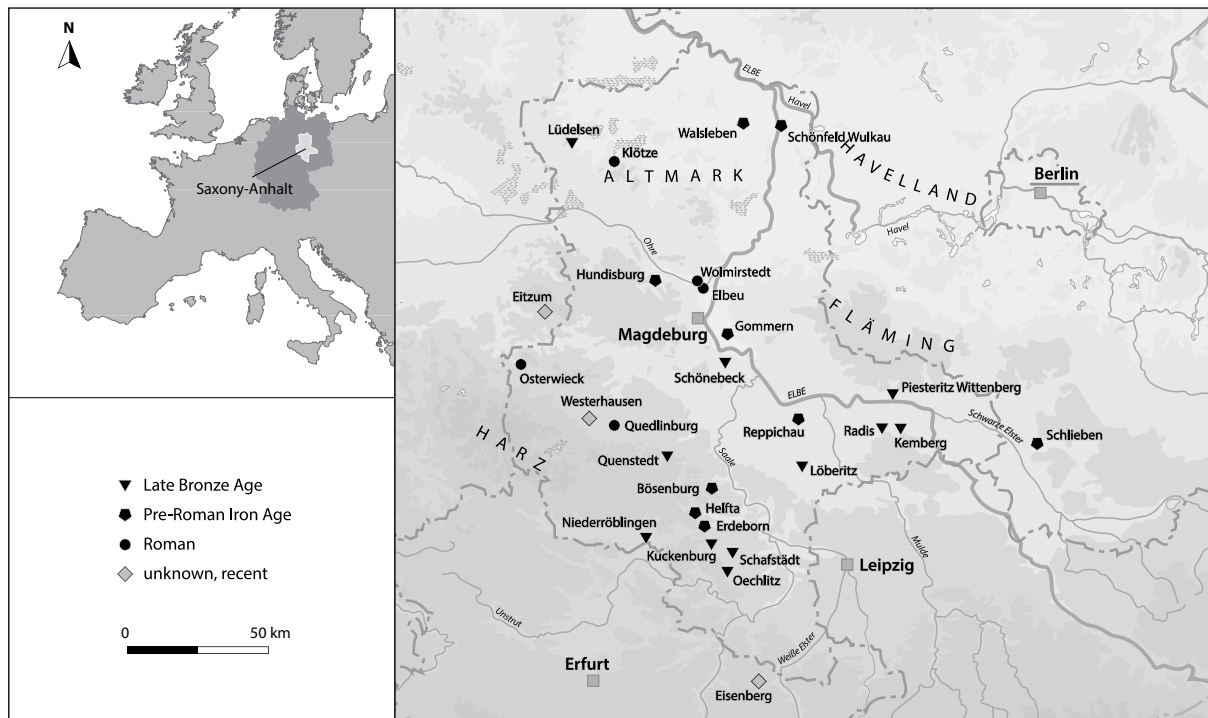 N
Saxony-Anhalt
Late Bronze Age
Pre-Roman Iron Age
Roman
unknown, recent
0 50 km
ELBE
Havel
Walsleben
Schönfeld Wulkau
Lüdelsen
Klötze
ALTMARK
HAVELLAND
Berlin
Havel
Ohre
Hundisburg
Wolmirstedt
Elbeu
Eitzum
Magdeburg
Gommern
FLÄMING
Osterwieck
Schönebeck
ELBE
Piesteritz Wittenberg
Westerhausen
Quedlinburg
Reppichau
Radis
Kemberg
Schwarze Elster
Schlieben
HARZ
Quenstedt
Saale
Löberitz
Bösenburg
Helfta
Erdeborn
Niederröblingen
Kuckenburg
Schafstädt
Oechlitz
Mulde
Leipzig
Unstrut
Weiße Elster
Erfurt
Eisenberg